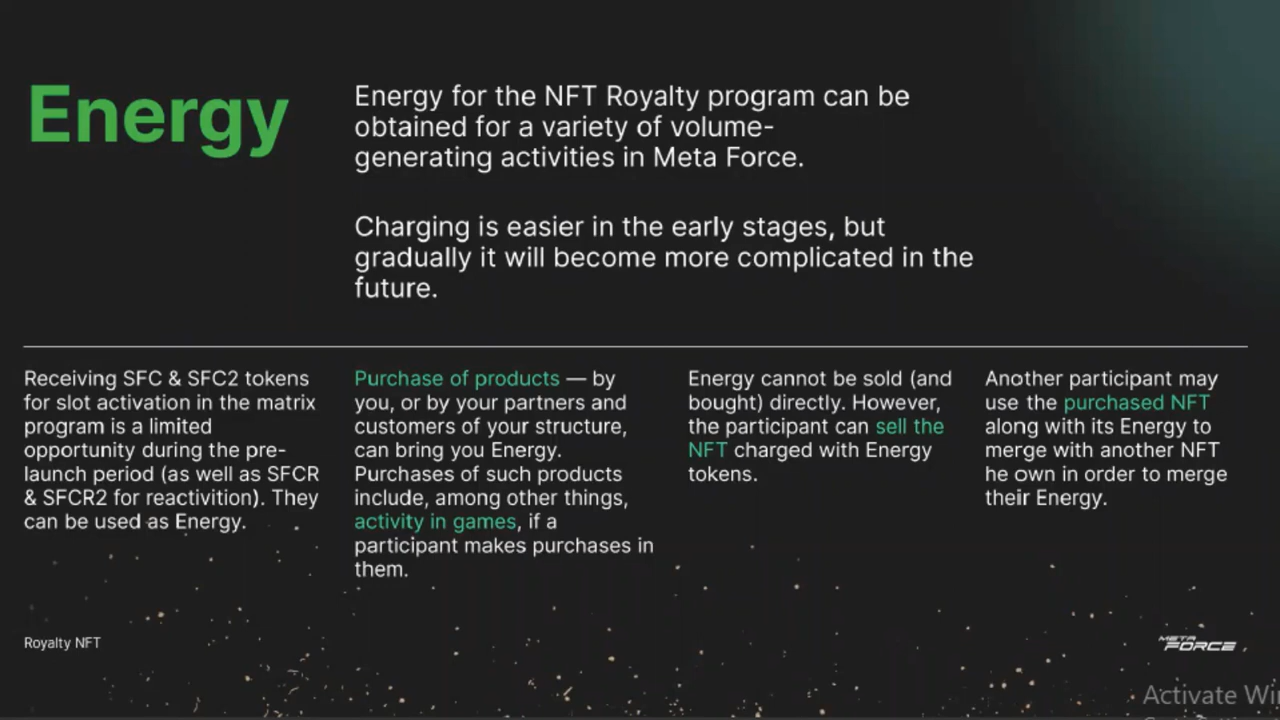 Energy
Energy for the NFT Royalty program can be
obtained for a variety of volume-
generating activities in Meta Force.
Charging is easier in the early stages, but
gradually it will become more complicated in the
future.
Receiving SFC & SFC2 tokens
for slot activation in the matrix
program is a limited
opportunity during the pre-
launch period (as well as SFCR
& SFCR2 for reactivition). They
can be used as Energy.
Purchase of products — by
you, or by your partners and
customers of your structure,
can bring you Energy.
Purchases of such products
include, among other things,
activity in games, if a
participant makes purchases in
them.
Energy cannot be sold (and
bought) directly. However,
the participant can sell the
NFT charged with Energy
tokens.
Another participant may
use the purchased NFT
along with its Energy to
merge with another NFT
he own in order to merge
their Energy.
Royalty NFT
META
FORCE
Activate Wi